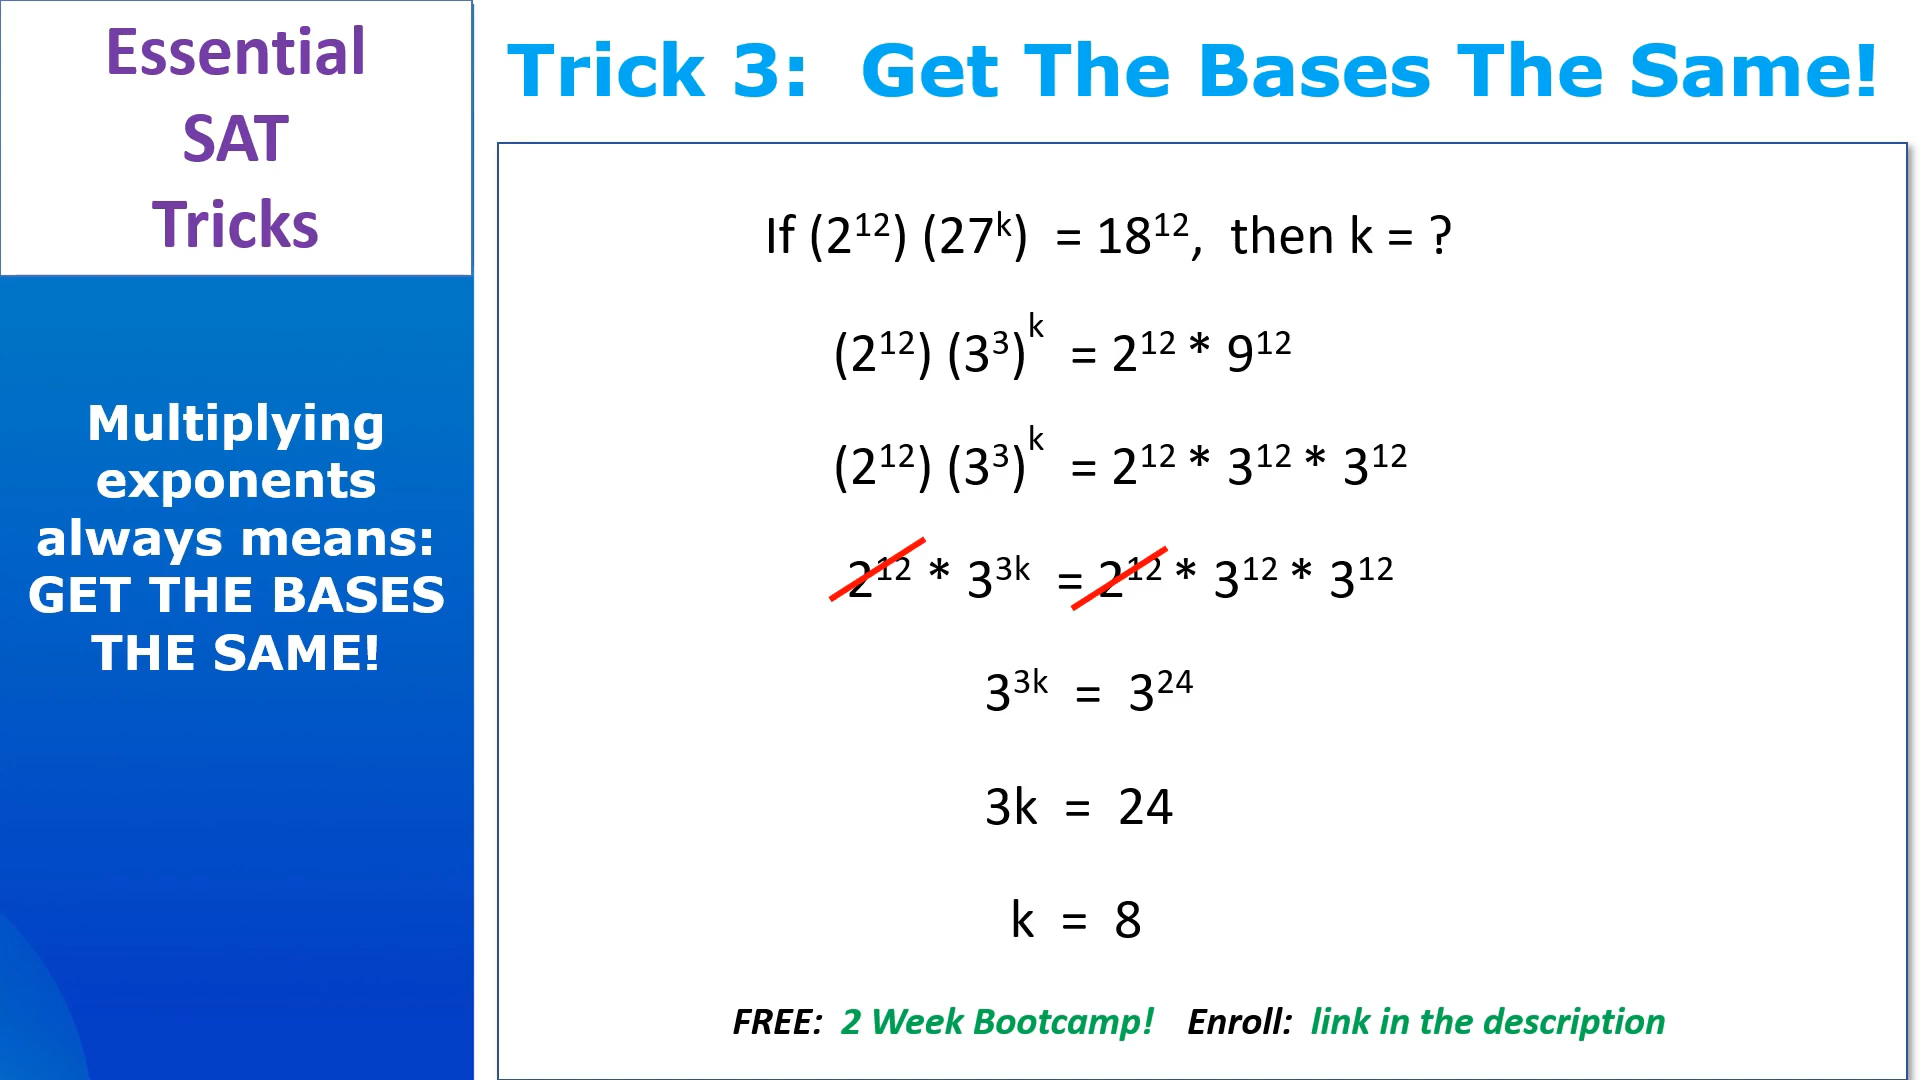 Essential
SAT
Tricks
Multiplying
exponents
always means:
GET THE BASES
THE SAME!
Trick 3:  Get The Bases The Same!
If (2¹²) (27ᵏ)  = 18¹²,  then k = ?
(2¹²) (3³)ᵏ  = 2¹² * 9¹²
(2¹²) (3³)ᵏ  = 2¹² * 3¹² * 3¹²
2¹² * 3³ᵏ  = 2¹² * 3¹² * 3¹²
3³ᵏ  =  3²⁴
3k  =  24
k  =  8
FREE:  2 Week Bootcamp!   Enroll:  link in the description